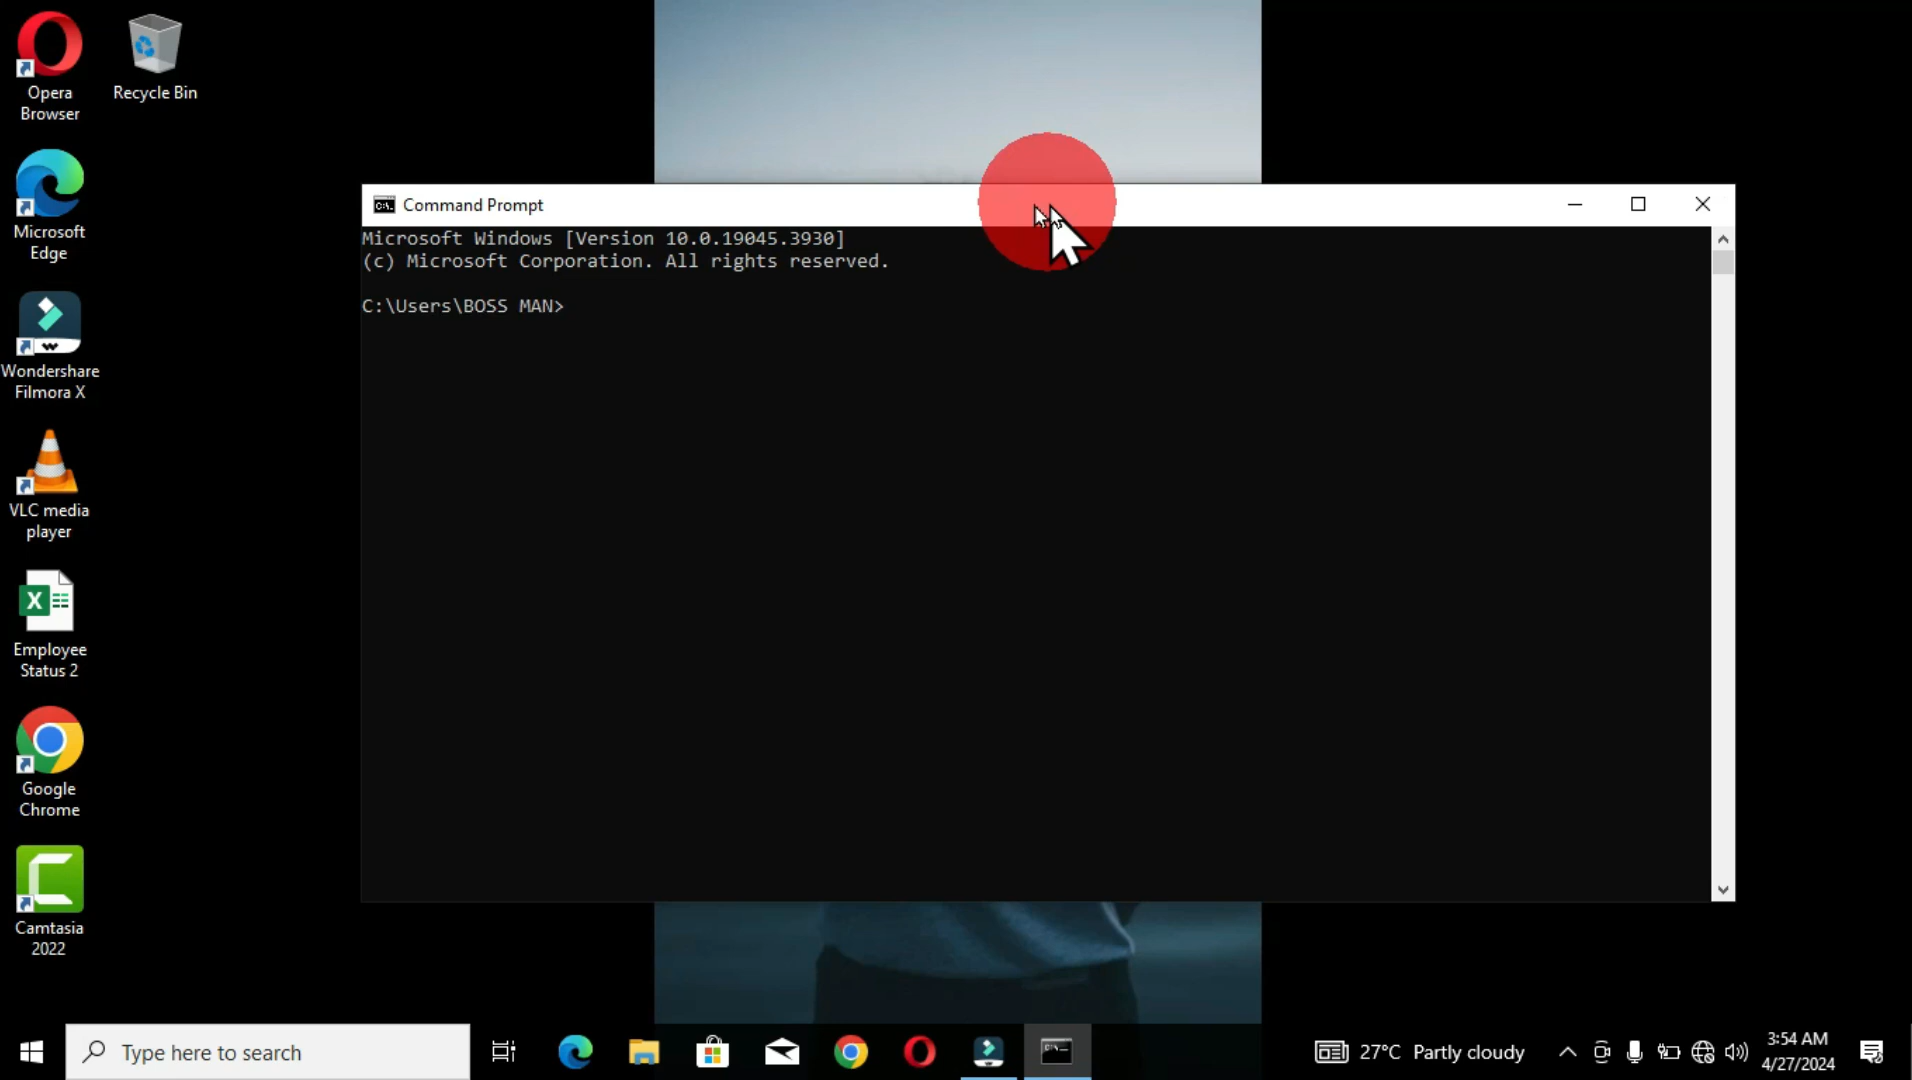 Opera
Browser
Recycle Bin
Microsoft
Edge
Wondershare
Filmora X
VLC media
player
Employee
Status 2
Google
Chrome
Camtasia
2022
Command Prompt
Microsoft Windows [Version 10.0.19045.3930]
(c) Microsoft Corporation. All rights reserved.
C:\Users\BOSS MAN>
Type here to search
27°C Partly cloudy
3:54 AM
4/27/2024